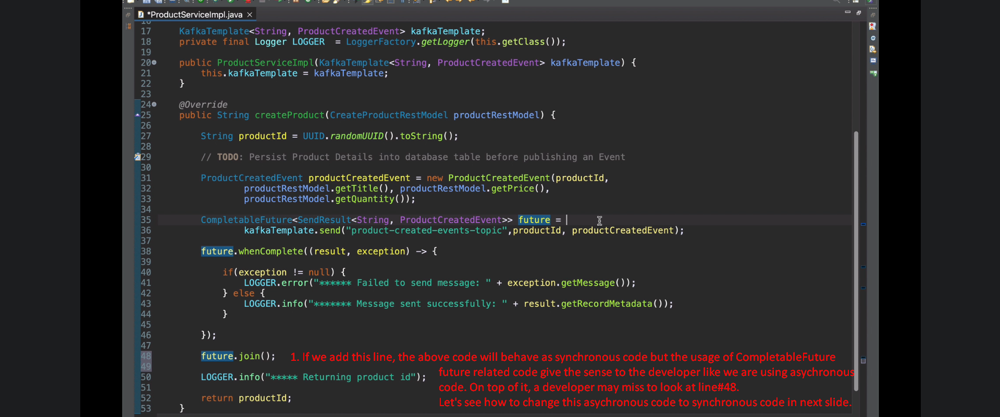 *ProductServiceImpl.java
16
17 KafkaTemplate<String, ProductCreatedEvent> kafkaTemplate;
18 private final Logger LOGGER  = LoggerFactory.getLogger(this.getClass());
19
20 public ProductServiceImpl(KafkaTemplate<String, ProductCreatedEvent> kafkaTemplate) {
21 this.kafkaTemplate = kafkaTemplate;
22 }
23
24 @Override
25 public String createProduct(CreateProductRestModel productRestModel) {
26
27 String productId = UUID.randomUUID().toString();
28
29 // TODO: Persist Product Details into database table before publishing an Event
30
31 ProductCreatedEvent productCreatedEvent = new ProductCreatedEvent(productId,
32 productRestModel.getTitle(), productRestModel.getPrice(),
33 productRestModel.getQuantity());
34
35 CompletableFuture<SendResult<String, ProductCreatedEvent>> future =
36 kafkaTemplate.send("product-created-events-topic",productId, productCreatedEvent);
37
38 future.whenComplete((result, exception) -> {
39
40 if(exception != null) {
41 LOGGER.error("****** Failed to send message: " + exception.getMessage());
42 } else {
43 LOGGER.info("******* Message sent successfully: " + result.getRecordMetadata());
44 }
45
46 });
47
48 future.join(); 1. If we add this line, the above code will behave as synchronous code but the usage of CompletableFuture
49 future related code give the sense to the developer like we are using asychronous
50 LOGGER.info("***** Returning product id");
51 code. On top of it, a developer may miss to look at line#48.
52 return productId; Let's see how to change this asychronous code to synchronous code in next slide.
53 }